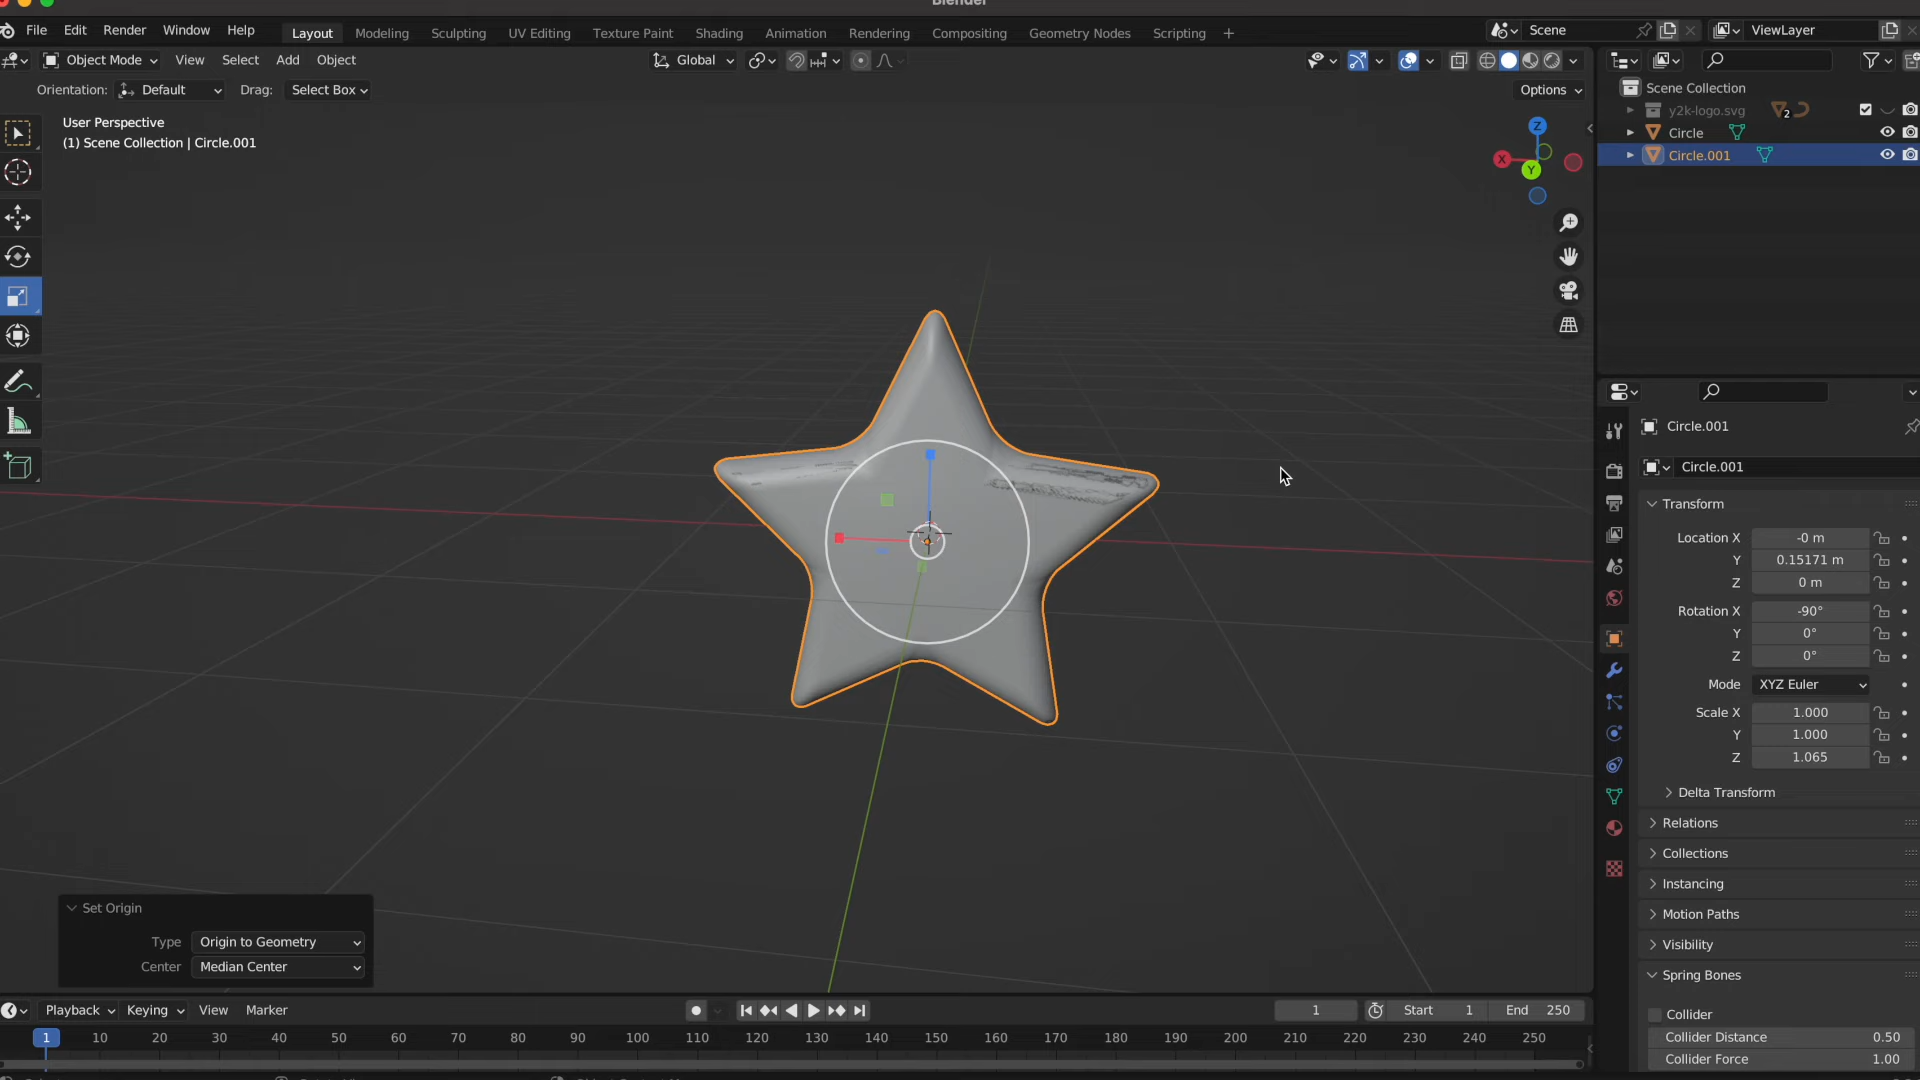 Blender
File Edit Render Window Help Layout Modeling Sculpting UV Editing Texture Paint Shading Animation Rendering Compositing Geometry Nodes Scripting + Scene ViewLayer
Object Mode View Select Add Object Global
Orientation: Default Drag: Select Box Options
User Perspective
(1) Scene Collection | Circle.001
Z
X
Y
Scene Collection
y2k-logo.svg 2
Circle
Circle.001
Circle.001
Circle.001
Transform
Location X -0 m
Y 0.15171 m
Z 0 m
Rotation X -90°
Y 0°
Z 0°
Mode XYZ Euler
Scale X 1.000
Y 1.000
Z 1.065
Delta Transform
Relations
Collections
Instancing
Motion Paths
Visibility
Spring Bones
Collider
Collider Distance 0.50
Collider Force 1.00
Set Origin
Type Origin to Geometry
Center Median Center
Playback Keying View Marker 1 Start 1 End 250
1 10 20 30 40 50 60 70 80 90 100 110 120 130 140 150 160 170 180 190 200 210 220 230 240 250